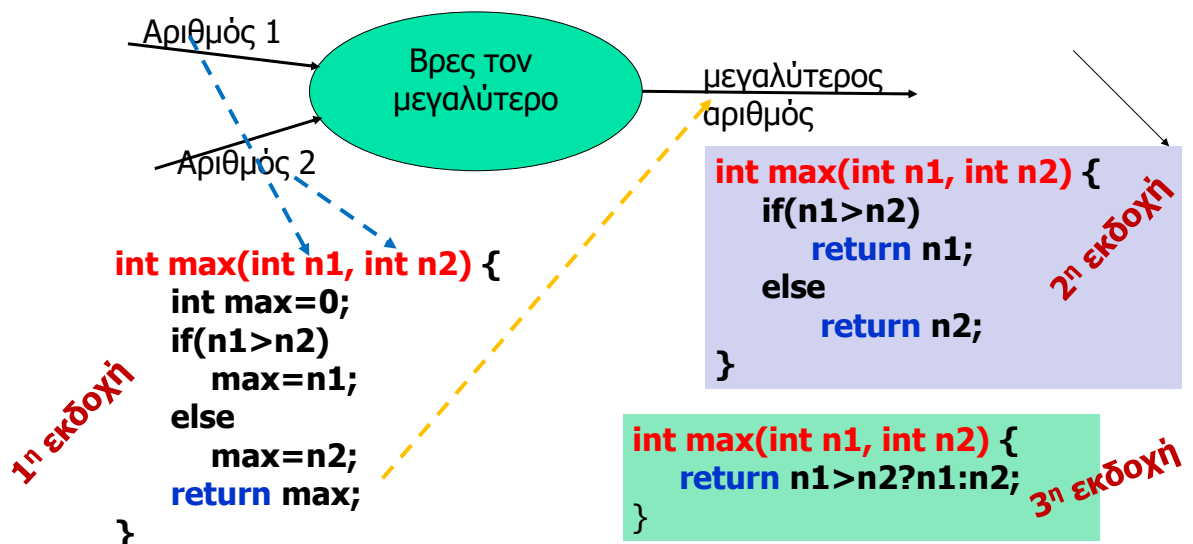 Αριθμός 1
Βρες τον
μεγαλύτερο
μεγαλύτερος
αριθμός
Αριθμός 2
int max(int n1, int n2) {
int max=0;
if(n1>n2)
max=n1;
else
max=n2;
return max;
}
1η εκδοχή
int max(int n1, int n2) {
if(n1>n2)
return n1;
else
return n2;
}
2η εκδοχή
int max(int n1, int n2) {
return n1>n2?n1:n2;
}
3η εκδοχή